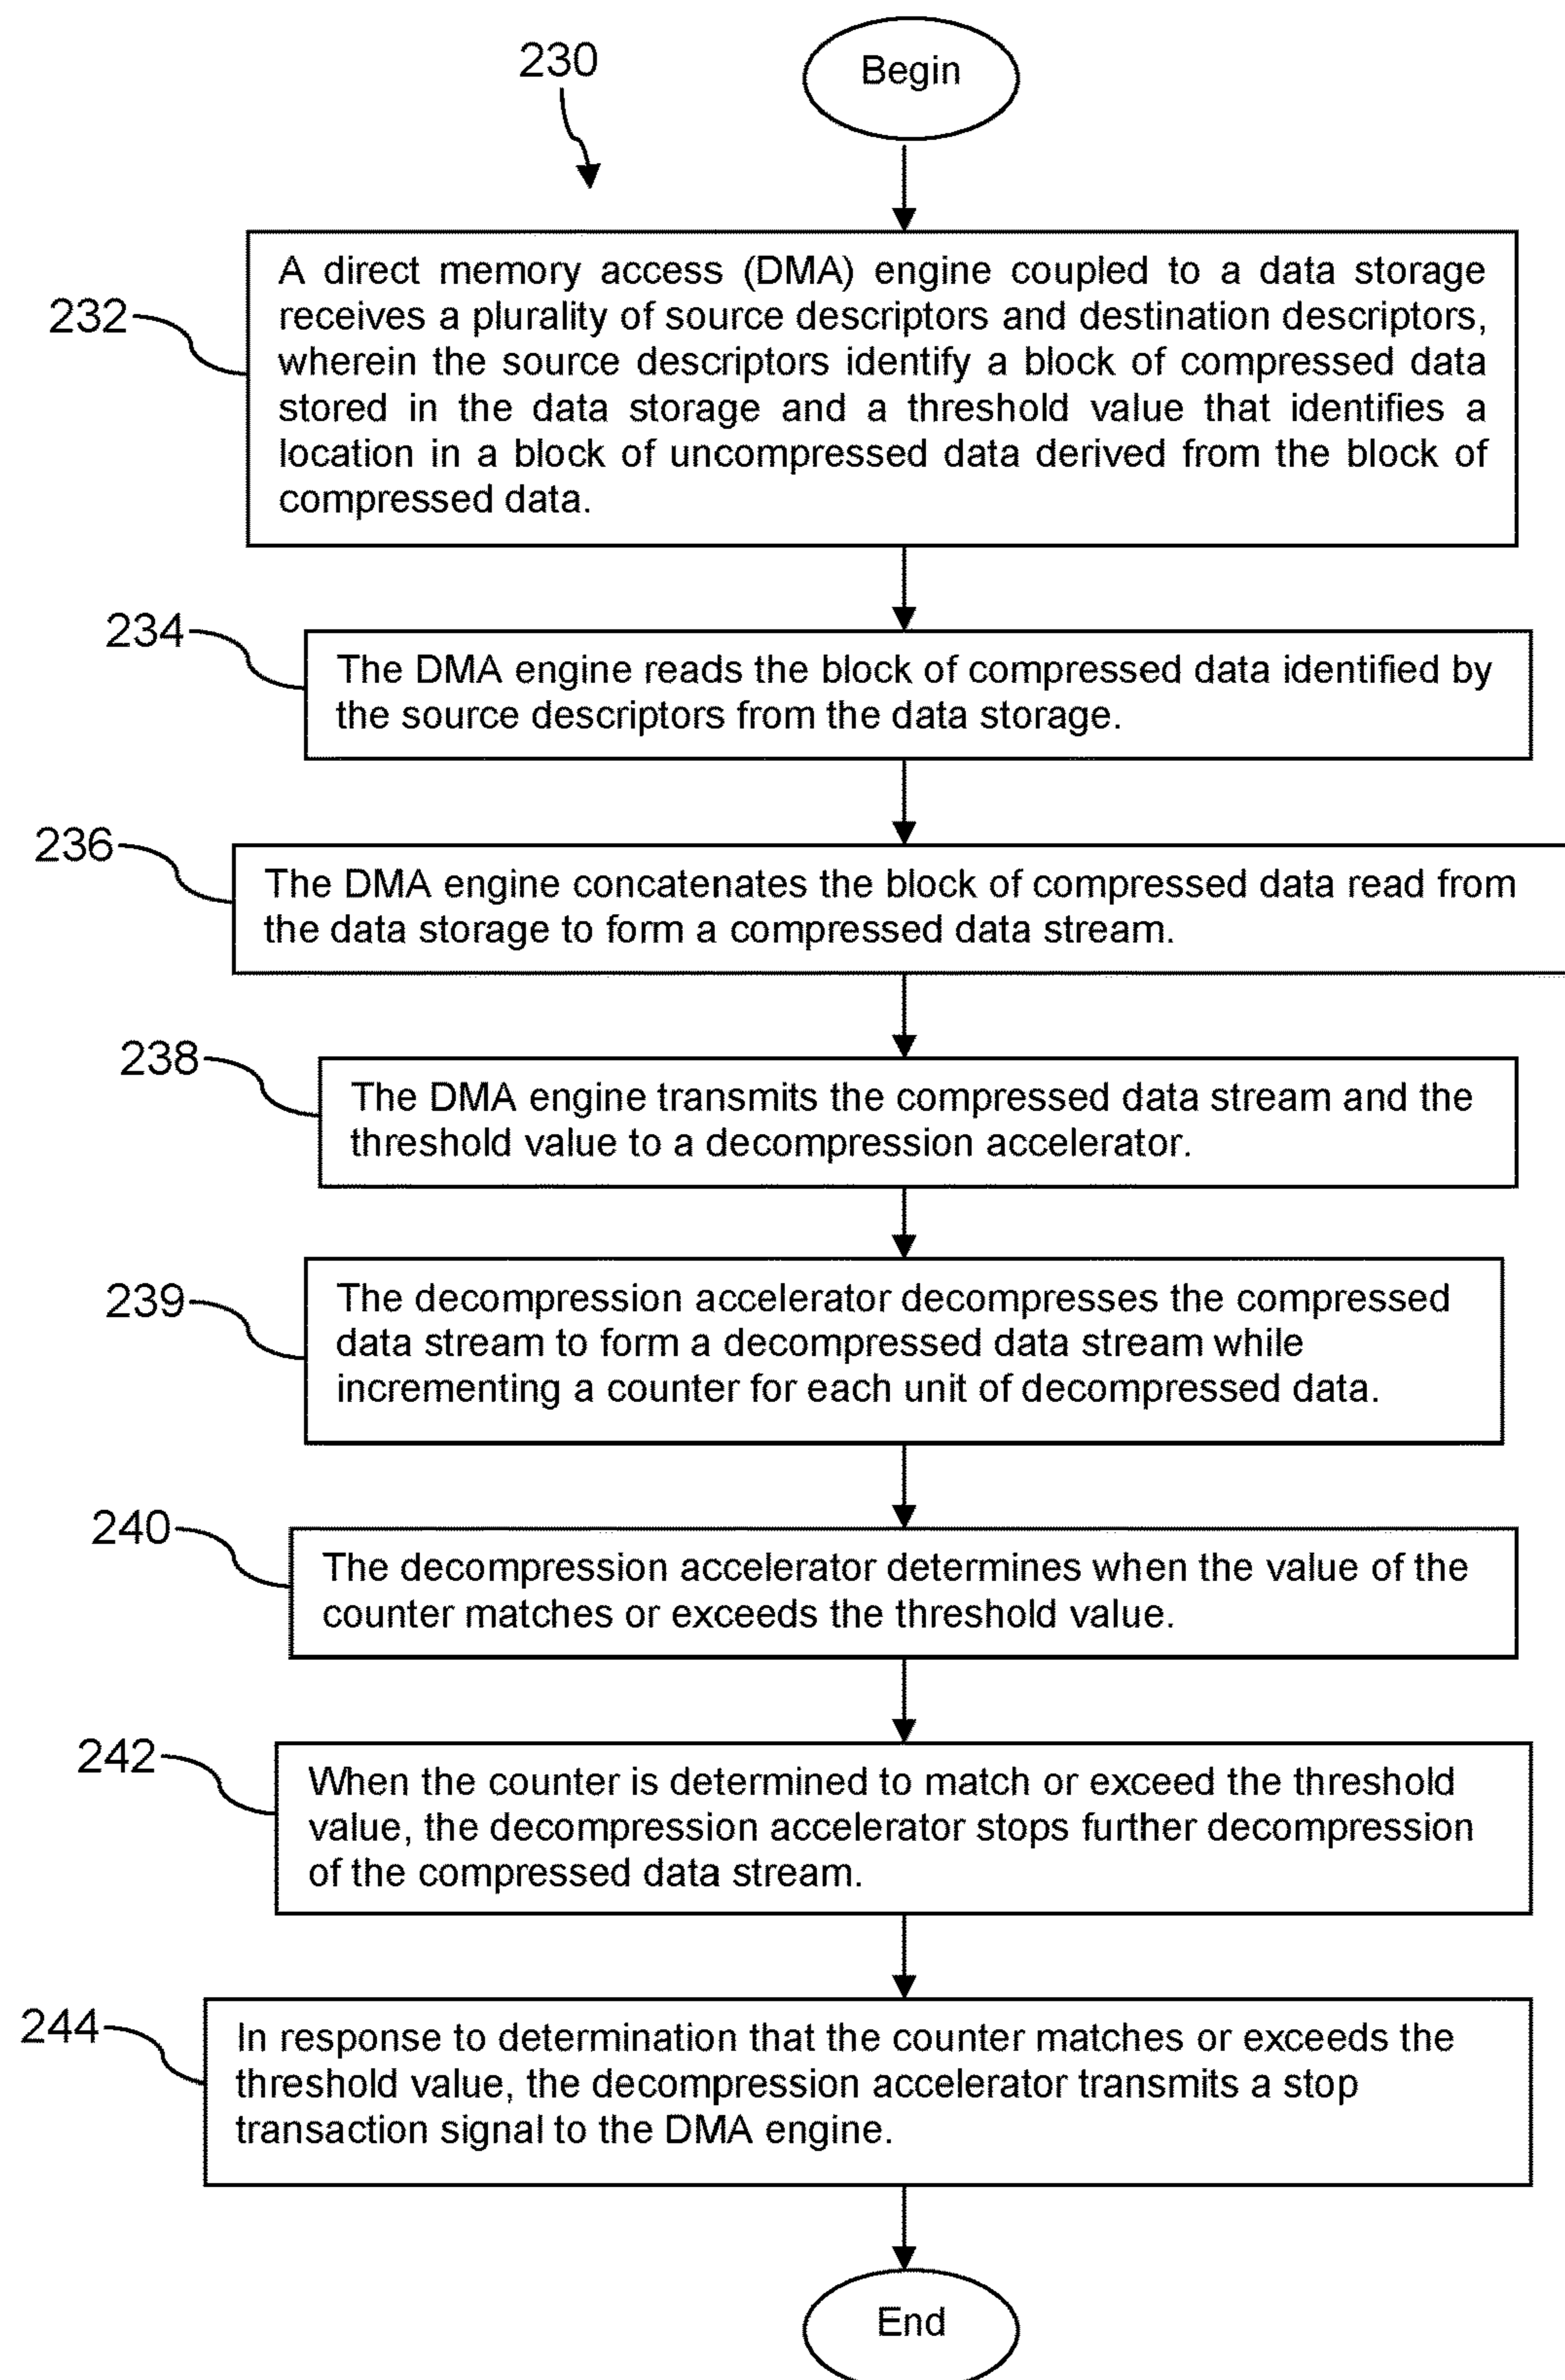 230
Begin
232
A direct memory access (DMA) engine coupled to a data storage
receives a plurality of source descriptors and destination descriptors,
wherein the source descriptors identify a block of compressed data
stored in the data storage and a threshold value that identifies a
location in a block of uncompressed data derived from the block of
compressed data.
234
The DMA engine reads the block of compressed data identified by
the source descriptors from the data storage.
236
The DMA engine concatenates the block of compressed data read from
the data storage to form a compressed data stream.
238
The DMA engine transmits the compressed data stream and the
threshold value to a decompression accelerator.
239
The decompression accelerator decompresses the compressed
data stream to form a decompressed data stream while
incrementing a counter for each unit of decompressed data.
240
The decompression accelerator determines when the value of the
counter matches or exceeds the threshold value.
242
When the counter is determined to match or exceed the threshold
value, the decompression accelerator stops further decompression
of the compressed data stream.
244
In response to determination that the counter matches or exceeds the
threshold value, the decompression accelerator transmits a stop
transaction signal to the DMA engine.
End